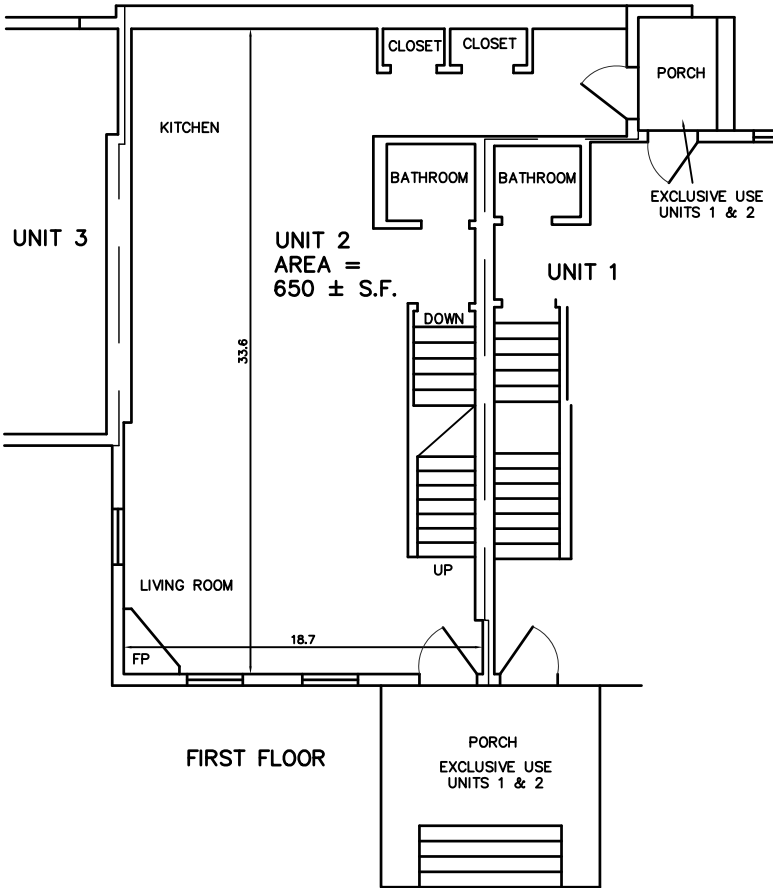 CLOSET
CLOSET
PORCH
KITCHEN
BATHROOM
BATHROOM
EXCLUSIVE USE
UNITS 1 & 2
UNIT 3
UNIT 2
AREA =
650 ± S.F.
UNIT 1
DOWN
33.6
UP
LIVING ROOM
18.7
FP
FIRST FLOOR
PORCH
EXCLUSIVE USE
UNITS 1 & 2